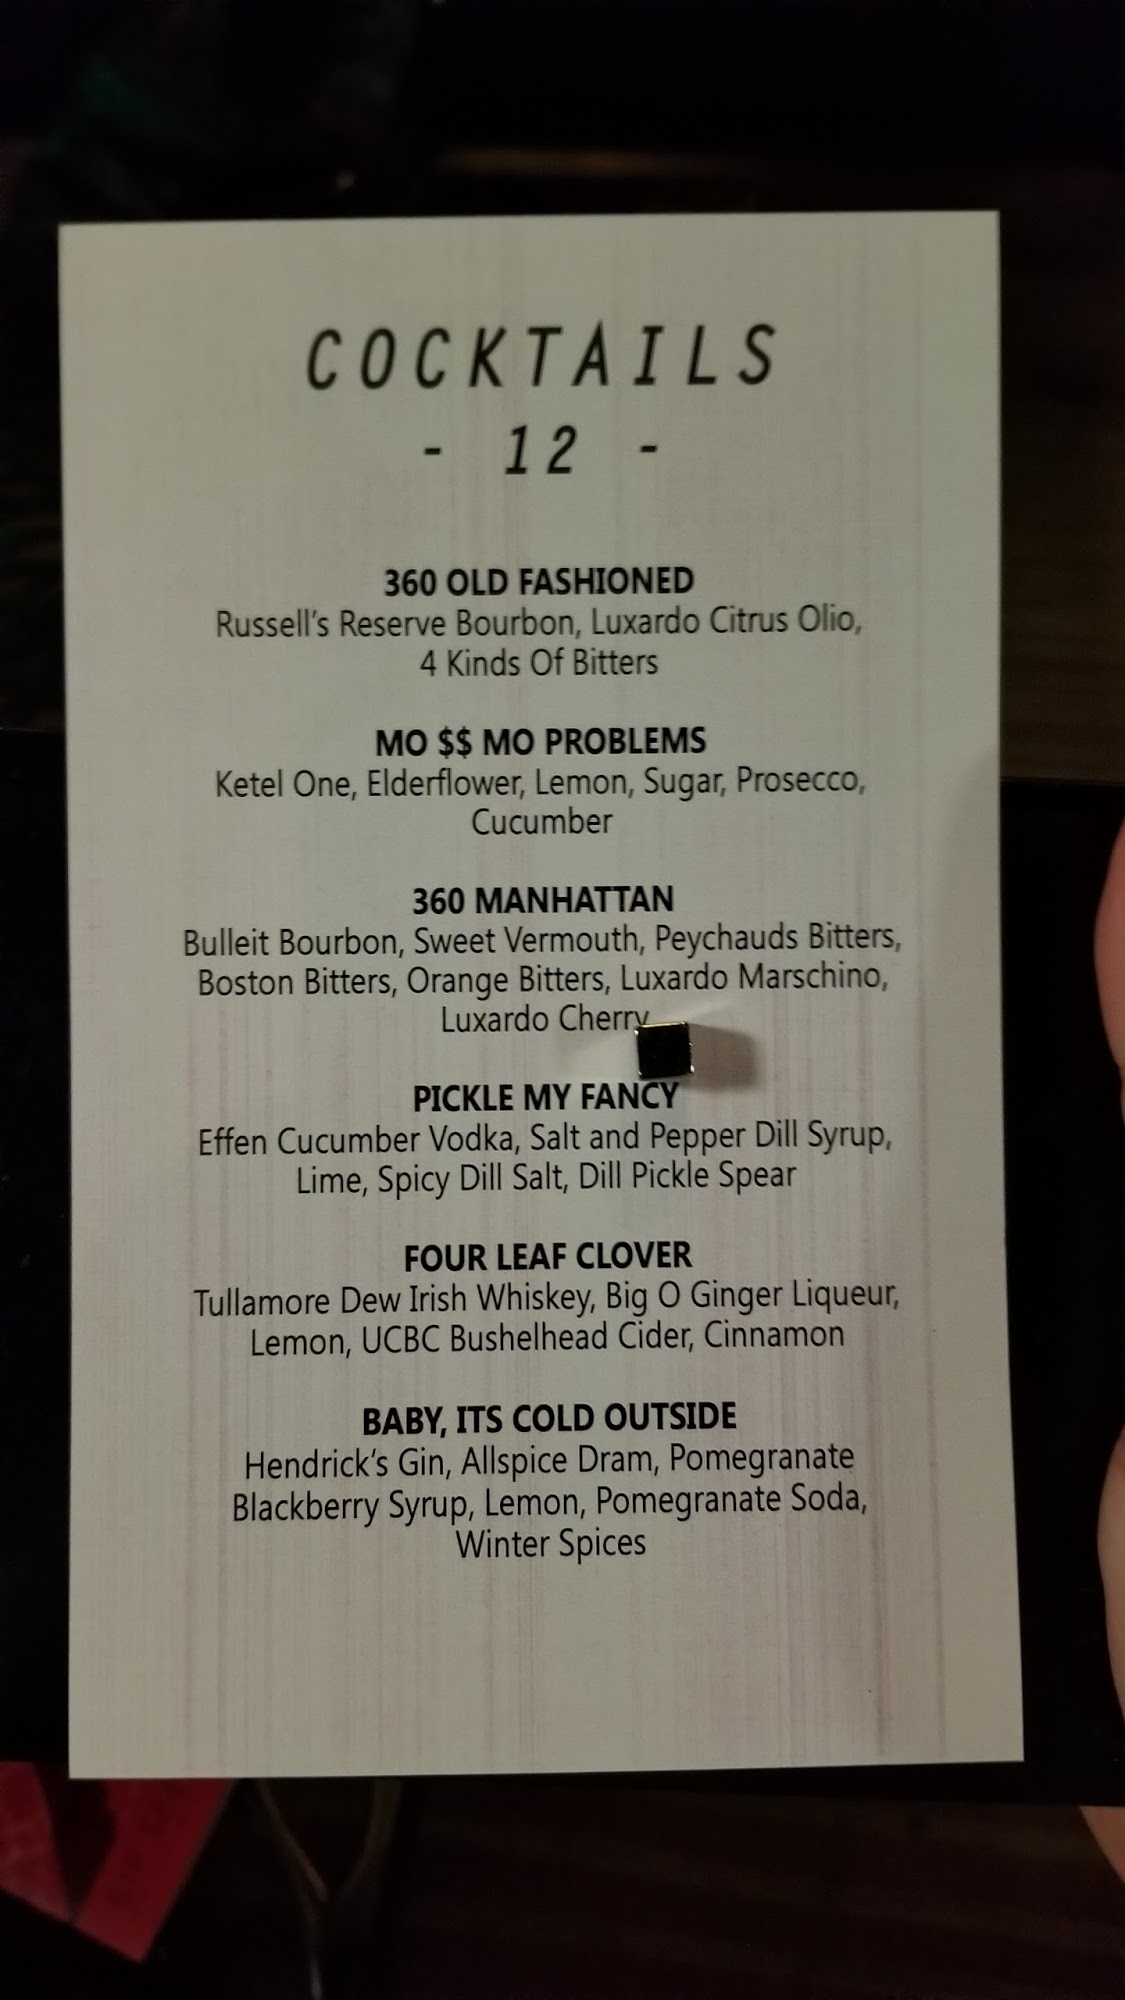 COCKTAILS
- 12 -
360 OLD FASHIONED
Russell's Reserve Bourbon, Luxardo Citrus Olio,
4 Kinds Of Bitters
MO $$ MO PROBLEMS
Ketel One, Elderflower, Lemon, Sugar, Prosecco,
Cucumber
360 MANHATTAN
Bulleit Bourbon, Sweet Vermouth, Peychauds Bitters,
Boston Bitters, Orange Bitters, Luxardo Marschino,
Luxardo Cherry
PICKLE MY FANCY
Effen Cucumber Vodka, Salt and Pepper Dill Syrup,
Lime, Spicy Dill Salt, Dill Pickle Spear
FOUR LEAF CLOVER
Tullamore Dew Irish Whiskey, Big O Ginger Liqueur,
Lemon, UCBC Bushelhead Cider, Cinnamon
BABY, ITS COLD OUTSIDE
Hendrick's Gin, Allspice Dram, Pomegranate
Blackberry Syrup, Lemon, Pomegranate Soda,
Winter Spices